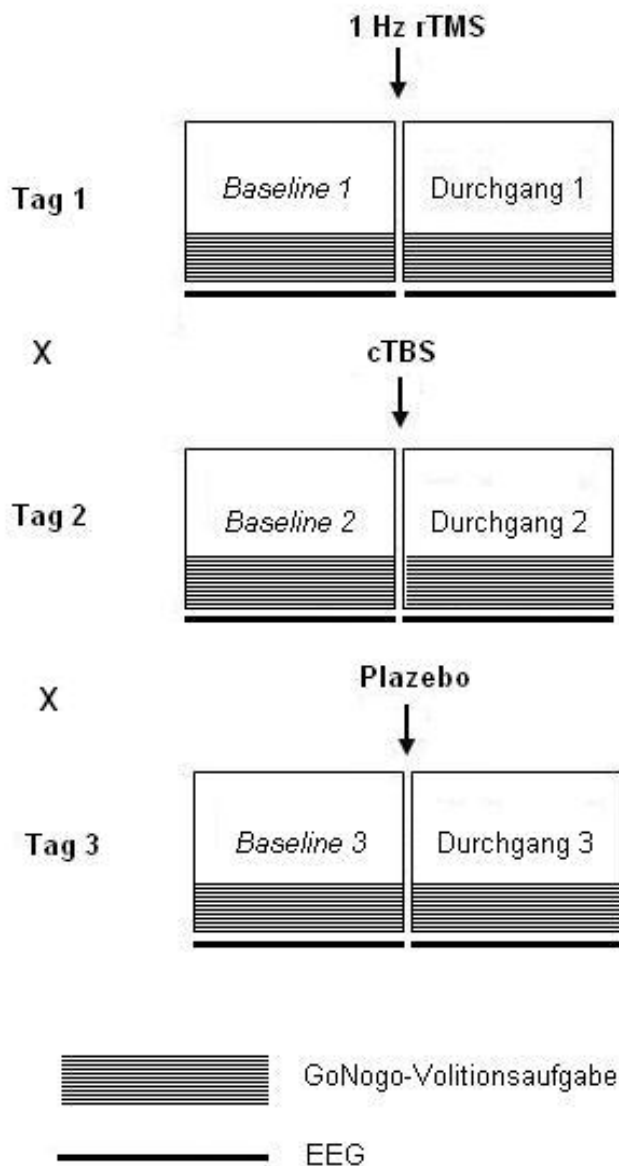 1 Hz rTMS
Tag 1
Baseline 1
Durchgang 1
X
cTBS
Tag 2
Baseline 2
Durchgang 2
X
Plazebo
Tag 3
Baseline 3
Durchgang 3
GoNogo-Volitionsaufgabe
EEG